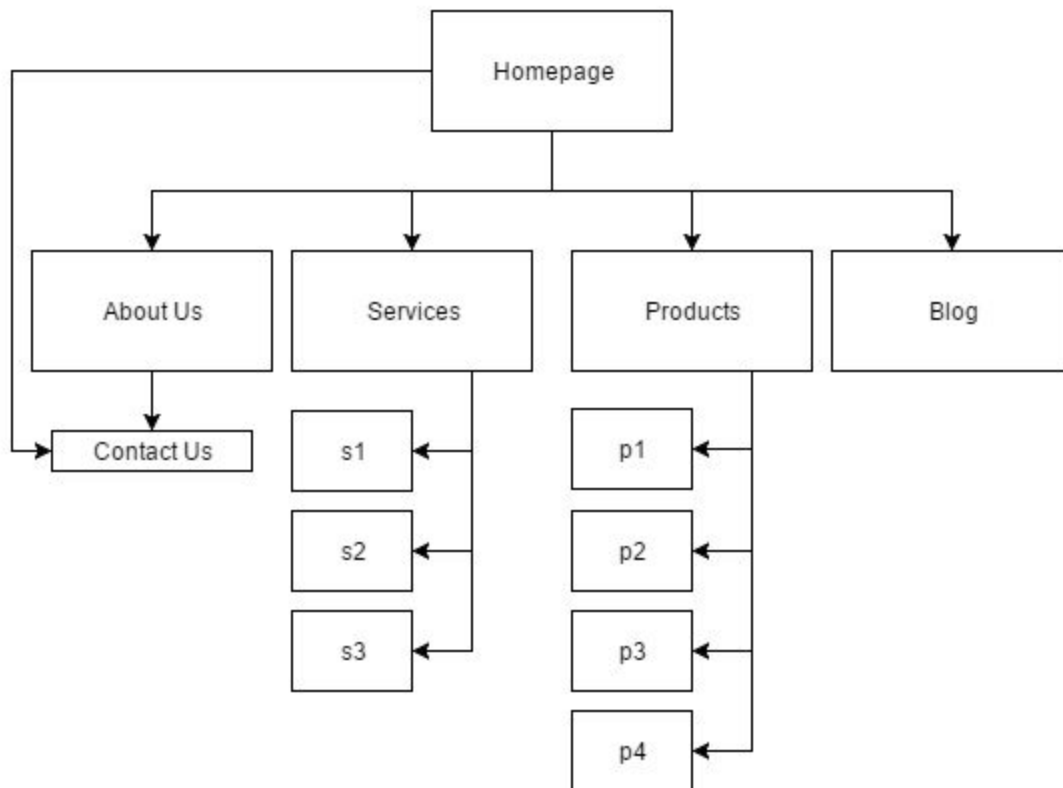 Homepage
About Us
Services
Products
Blog
Contact Us
s1
p1
s2
p2
s3
p3
p4